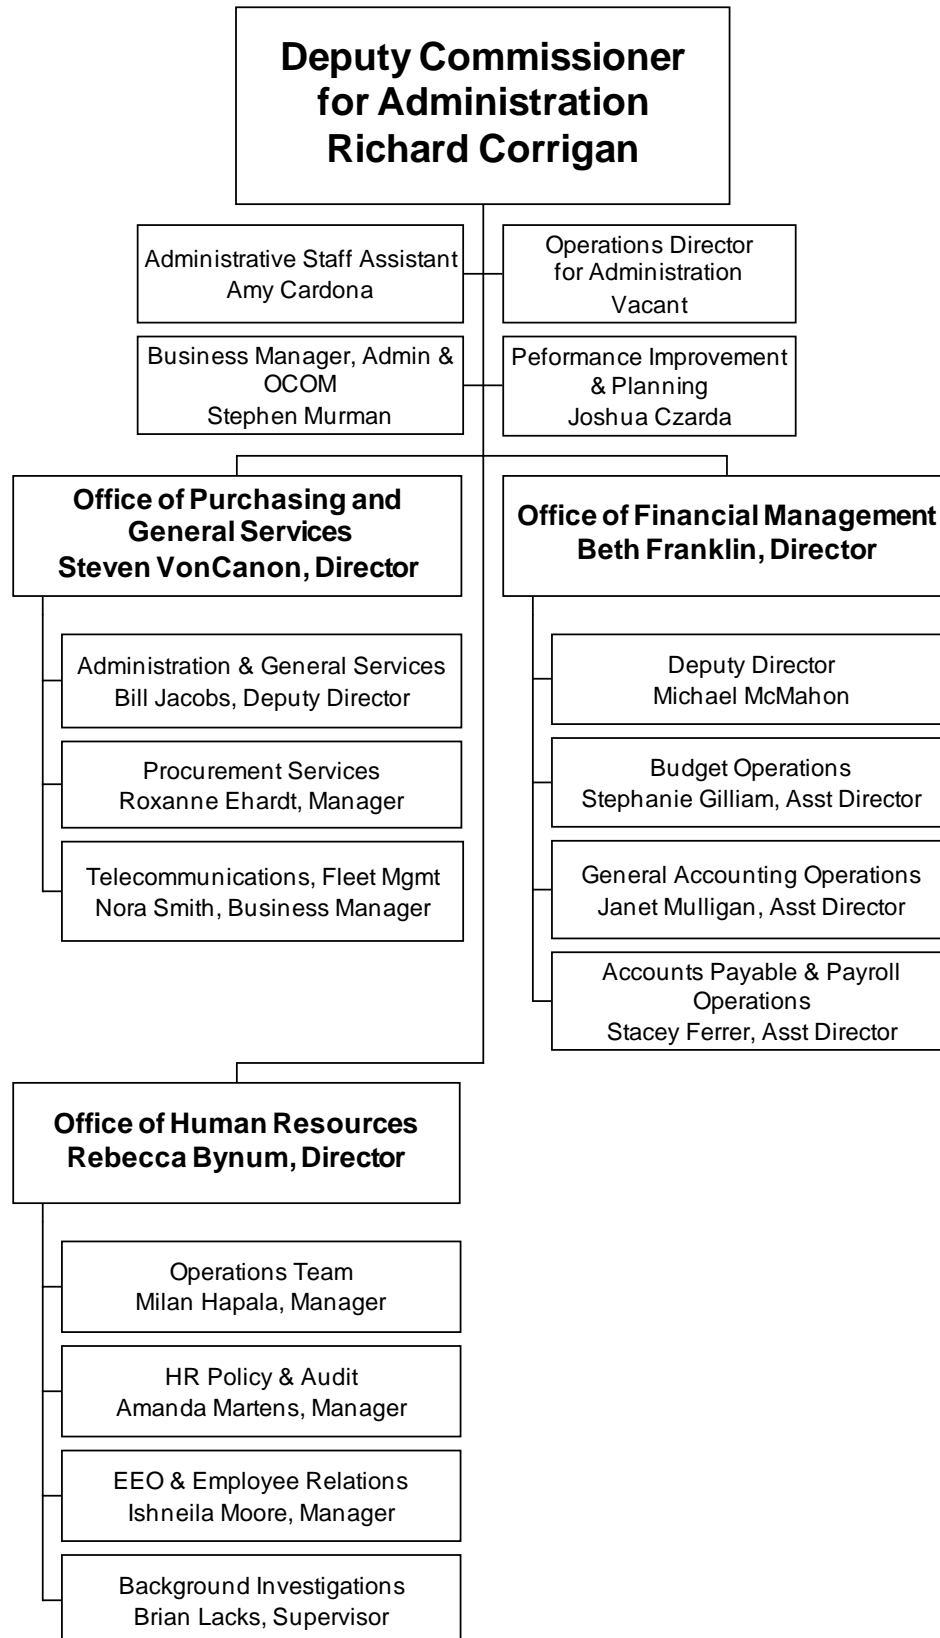 Deputy Commissioner
for Administration
Richard Corrigan
Administrative Staff Assistant
Amy Cardona
Operations Director
for Administration
Vacant
Business Manager, Admin &
OCOM
Stephen Murman
Peformance Improvement
& Planning
Joshua Czarda
Office of Purchasing and
General Services
Steven VonCanon, Director
Office of Financial Management
Beth Franklin, Director
Administration & General Services
Bill Jacobs, Deputy Director
Procurement Services
Roxanne Ehardt, Manager
Telecommunications, Fleet Mgmt
Nora Smith, Business Manager
Deputy Director
Michael McMahon
Budget Operations
Stephanie Gilliam, Asst Director
General Accounting Operations
Janet Mulligan, Asst Director
Accounts Payable & Payroll
Operations
Stacey Ferrer, Asst Director
Office of Human Resources
Rebecca Bynum, Director
Operations Team
Milan Hapala, Manager
HR Policy & Audit
Amanda Martens, Manager
EEO & Employee Relations
Ishneila Moore, Manager
Background Investigations
Brian Lacks, Supervisor